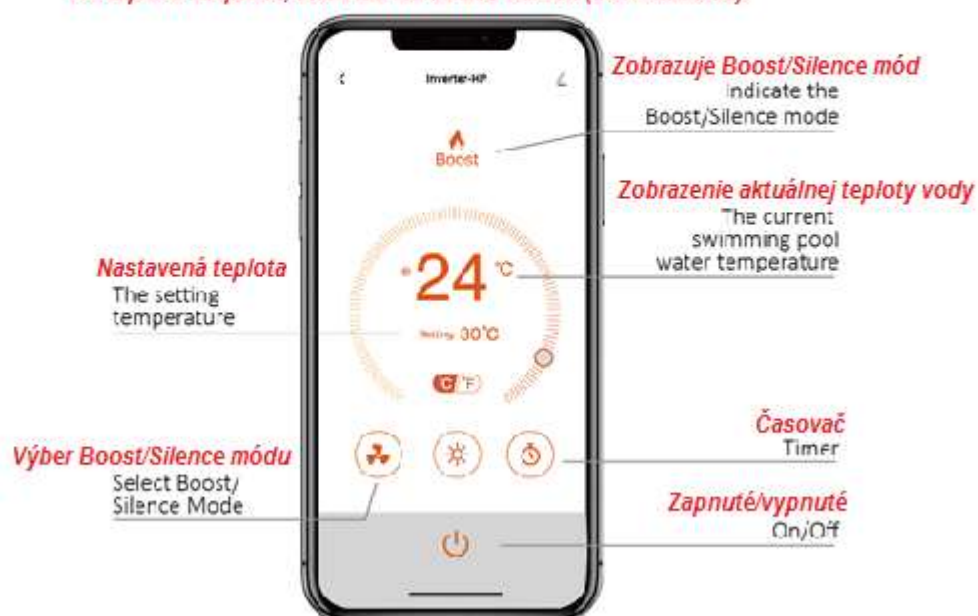 Inverter-HP
Zobrazuje Boost/Silence mód
Indicate the
Boost/Silence mode
Boost
Zobrazenie aktuálnej teploty vody
The current
swimming pool
water temperature
24 °C
Nastavená teplota
The setting
temperature
Setting 30°C
°C °F
Časovač
Timer
Výber Boost/Silence módu
Select Boost/
Silence Mode
Zapnuté/vypnuté
On/Off